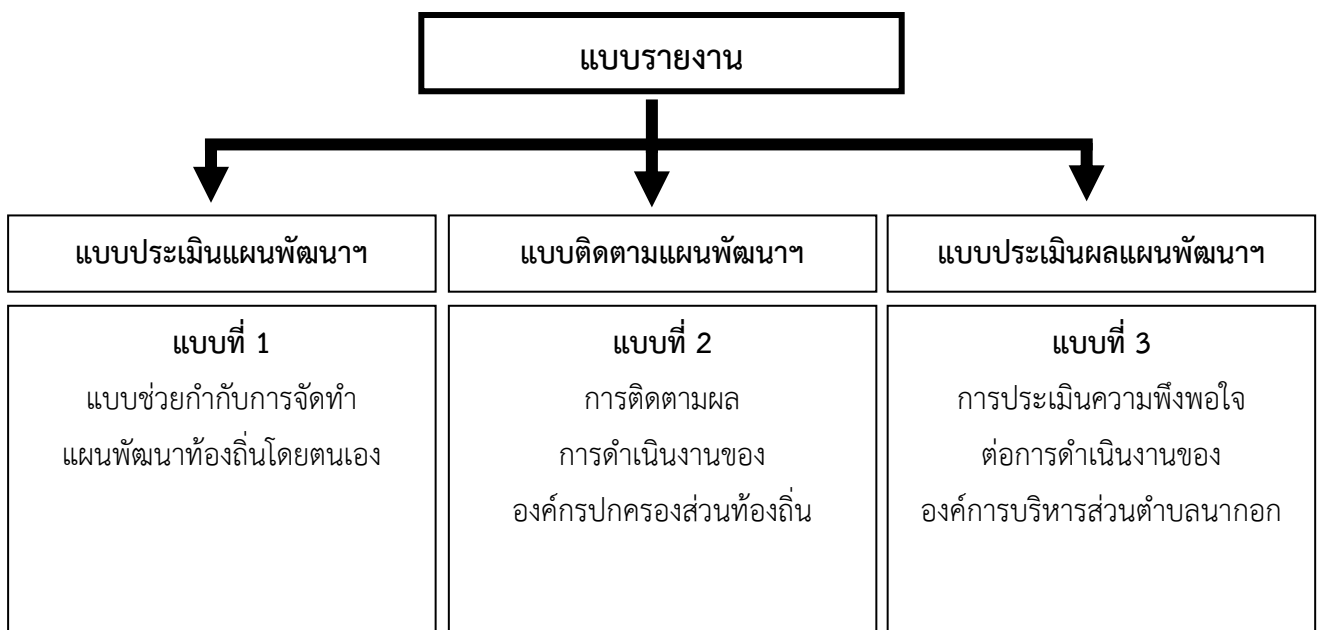 แบบรายงาน
แบบประเมินแผนพัฒนาฯ
แบบติดตามแผนพัฒนาฯ
แบบประเมินผลแผนพัฒนาฯ
แบบที่ 1
แบบช่วยกำกับการจัดทำ
แผนพัฒนาท้องถิ่นโดยตนเอง
แบบที่ 2
การติดตามผล
การดำเนินงานของ
องค์กรปกครองส่วนท้องถิ่น
แบบที่ 3
การประเมินความพึงพอใจ
ต่อการดำเนินงานของ
องค์การบริหารส่วนตำบลนากอก